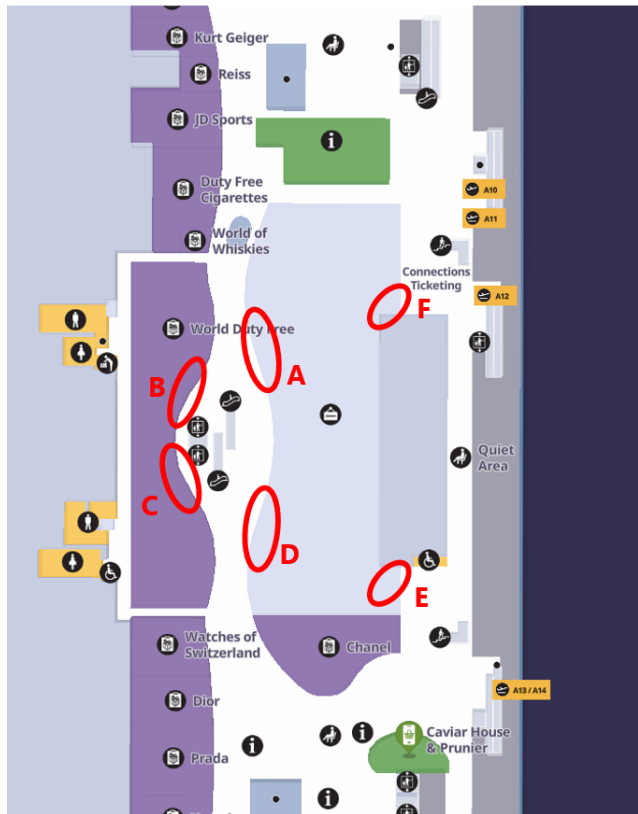 Kurt Geiger
Reiss
JD Sports
i
Duty Free
Cigarettes
A10
A11
World of
Whiskies
Connections
Ticketing
A12
F
World Duty Free
A
B
Quiet
Area
C
D
E
Watches of
Switzerland
Chanel
A13 / A14
Dior
Caviar House
& Prunier
i
i
Prada
i